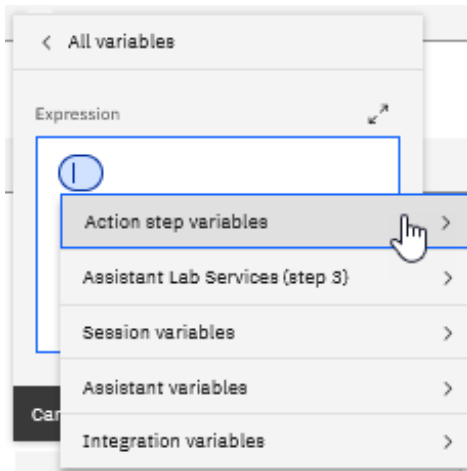 All variables
Expression
Action step variables
Assistant Lab Services (step 3)
Session variables
Assistant variables
Integration variables